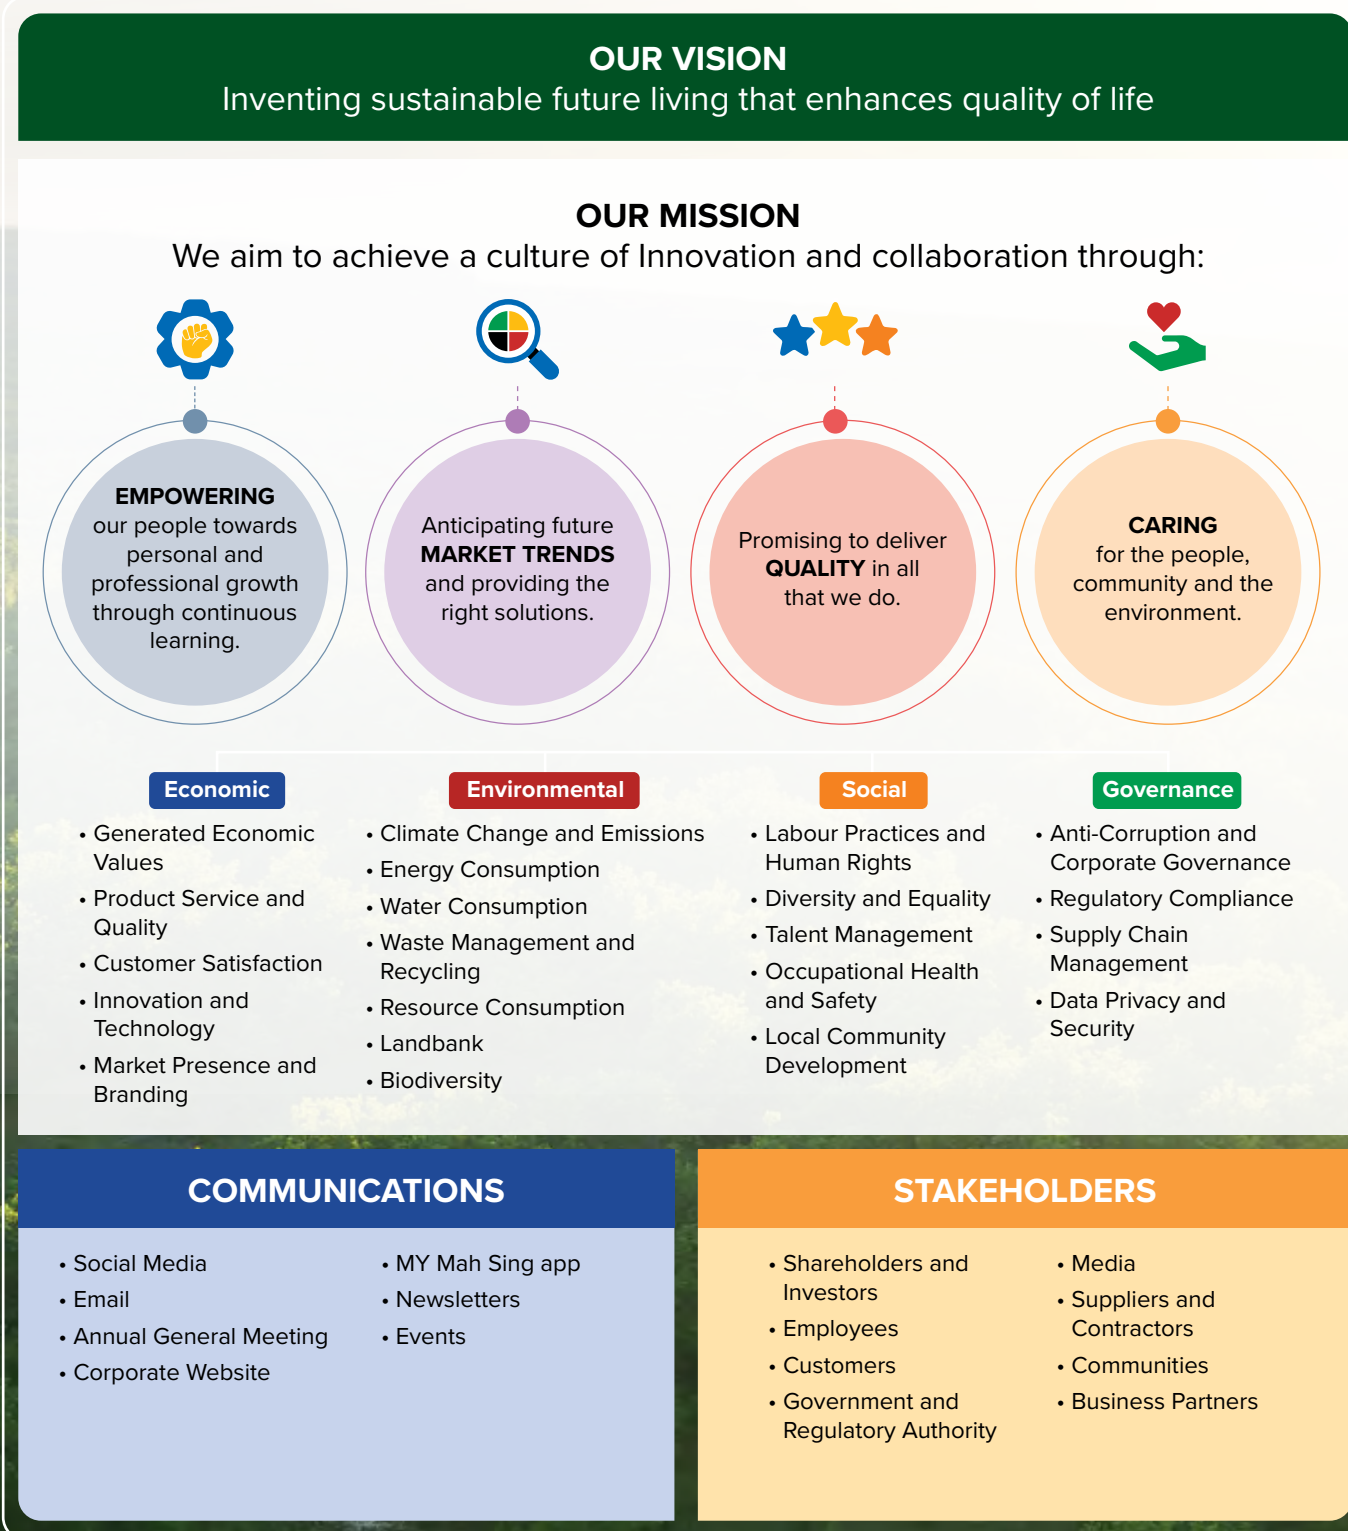 OUR VISION
Inventing sustainable future living that enhances quality of life
OUR MISSION
We aim to achieve a culture of Innovation and collaboration through:
EMPOWERING
our people towards
personal and
professional growth
through continuous
learning.
Anticipating future
MARKET TRENDS
and providing the
right solutions.
Promising to deliver
QUALITY in all
that we do.
CARING
for the people,
community and the
environment.
Economic
• Generated Economic
Values
• Product Service and
Quality
• Customer Satisfaction
• Innovation and
Technology
• Market Presence and
Branding
Environmental
• Climate Change and Emissions
• Energy Consumption
• Water Consumption
• Waste Management and
Recycling
• Resource Consumption
• Landbank
• Biodiversity
Social
• Labour Practices and
Human Rights
• Diversity and Equality
• Talent Management
• Occupational Health
and Safety
• Local Community
Development
Governance
• Anti-Corruption and
Corporate Governance
• Regulatory Compliance
• Supply Chain
Management
• Data Privacy and
Security
COMMUNICATIONS
• Social Media
• Email
• Annual General Meeting
• Corporate Website
• MY Mah Sing app
• Newsletters
• Events
STAKEHOLDERS
• Shareholders and
Investors
• Employees
• Customers
• Government and
Regulatory Authority
• Media
• Suppliers and
Contractors
• Communities
• Business Partners